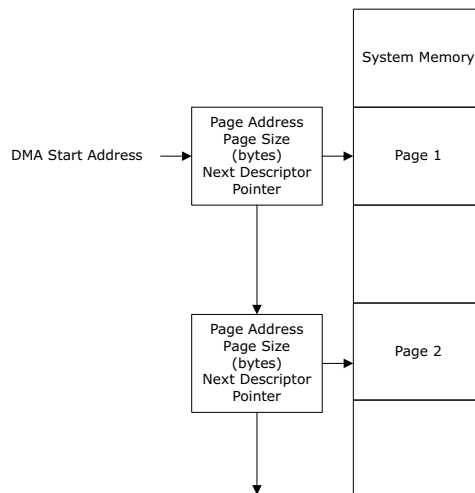 System Memory
DMA Start Address
Page Address
Page Size
(bytes)
Next Descriptor
Pointer
Page 1
Page Address
Page Size
(bytes)
Next Descriptor
Pointer
Page 2